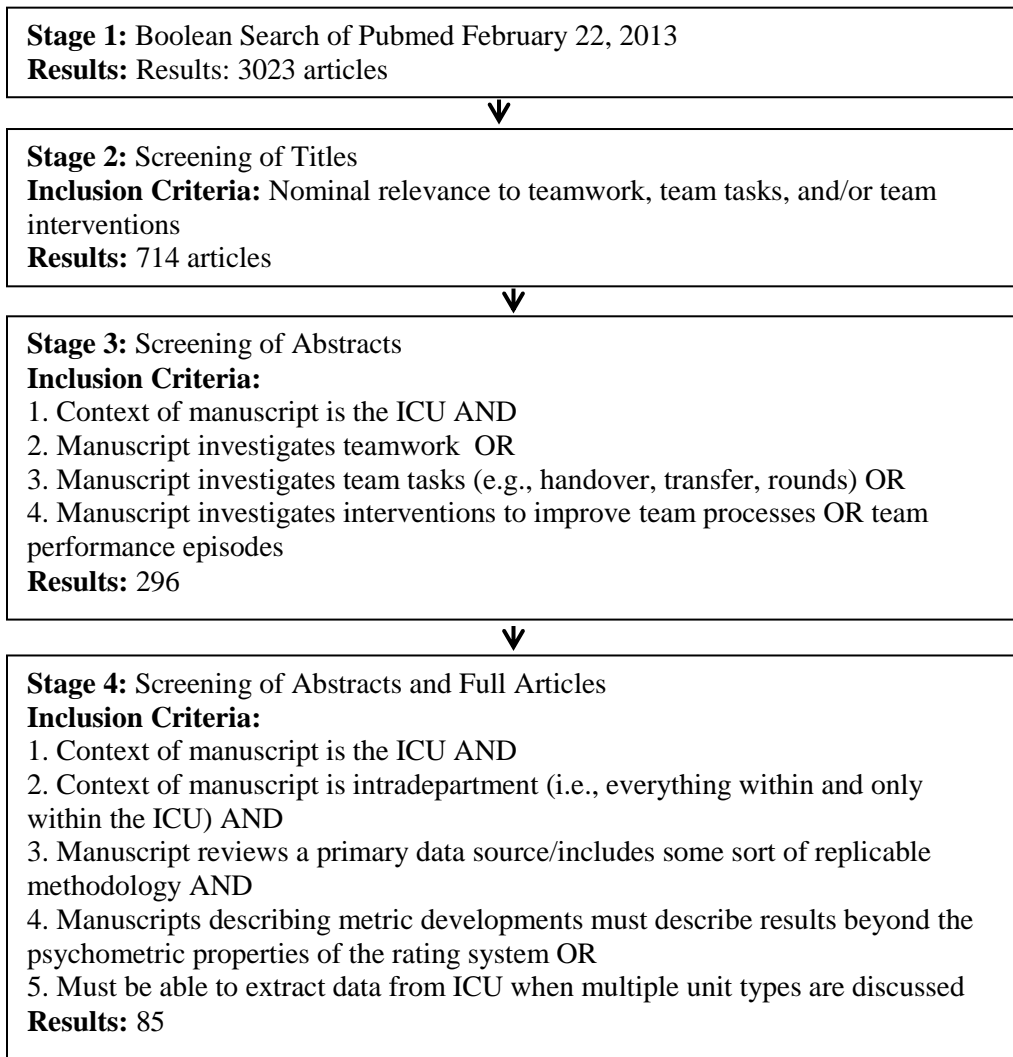 Stage 1: Boolean Search of Pubmed February 22, 2013
Results: Results: 3023 articles
Stage 2: Screening of Titles
Inclusion Criteria: Nominal relevance to teamwork, team tasks, and/or team
interventions
Results: 714 articles
Stage 3: Screening of Abstracts
Inclusion Criteria:
1. Context of manuscript is the ICU AND
2. Manuscript investigates teamwork OR
3. Manuscript investigates team tasks (e.g., handover, transfer, rounds) OR
4. Manuscript investigates interventions to improve team processes OR team
performance episodes
Results: 296
Stage 4: Screening of Abstracts and Full Articles
Inclusion Criteria:
1. Context of manuscript is the ICU AND
2. Context of manuscript is intradepartment (i.e., everything within and only
within the ICU) AND
3. Manuscript reviews a primary data source/includes some sort of replicable
methodology AND
4. Manuscripts describing metric developments must describe results beyond the
psychometric properties of the rating system OR
5. Must be able to extract data from ICU when multiple unit types are discussed
Results: 85